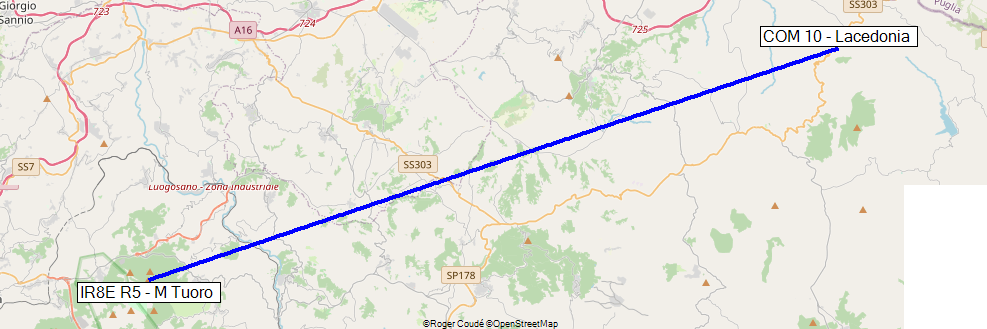 Giorgio
Sannio
723
724
A16
725
SS303
Puglia
COM 10 - Lacedonia
SS7
SS303
Luogosano - Zona Industriale
SP178
IR8E R5 - M Tuoro
©Roger Coudé ©OpenStreetMap